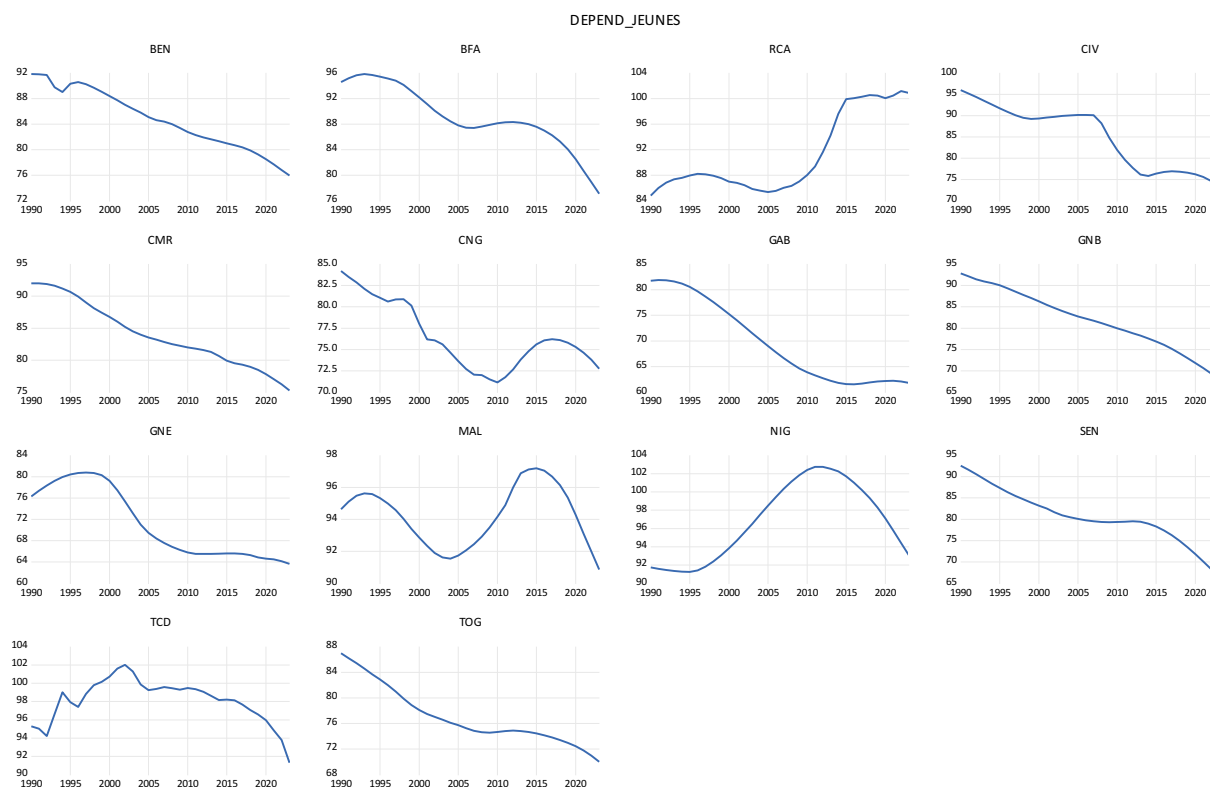 DEPEND_JEUNES
BEN BFA RCA CIV
92 96 104 100
88 92 100 95
84 88 96 90
80 84 92 85
76 80 88 80
72 76 84 75
70
1990 1995 2000 2005 2010 2015 2020 1990 1995 2000 2005 2010 2015 2020 1990 1995 2000 2005 2010 2015 2020 1990 1995 2000 2005 2010 2015 2020
CMR CNG GAB GNB
95 85.0 85 95
90 82.5 80 90
85 80.0 75 85
80 77.5 70 80
75 75.0 65 75
72.5 60 70
70.0 65
1990 1995 2000 2005 2010 2015 2020 1990 1995 2000 2005 2010 2015 2020 1990 1995 2000 2005 2010 2015 2020 1990 1995 2000 2005 2010 2015 2020
GNE MAL NIG SEN
84 98 104 95
80 96 102 90
76 94 100 85
72 92 98 80
68 90 96 75
64 94 70
60 92 65
90
1990 1995 2000 2005 2010 2015 2020 1990 1995 2000 2005 2010 2015 2020 1990 1995 2000 2005 2010 2015 2020 1990 1995 2000 2005 2010 2015 2020
TCD TOG
104 88
102 84
100 80
98 76
96 72
94 68
92
90
1990 1995 2000 2005 2010 2015 2020 1990 1995 2000 2005 2010 2015 2020